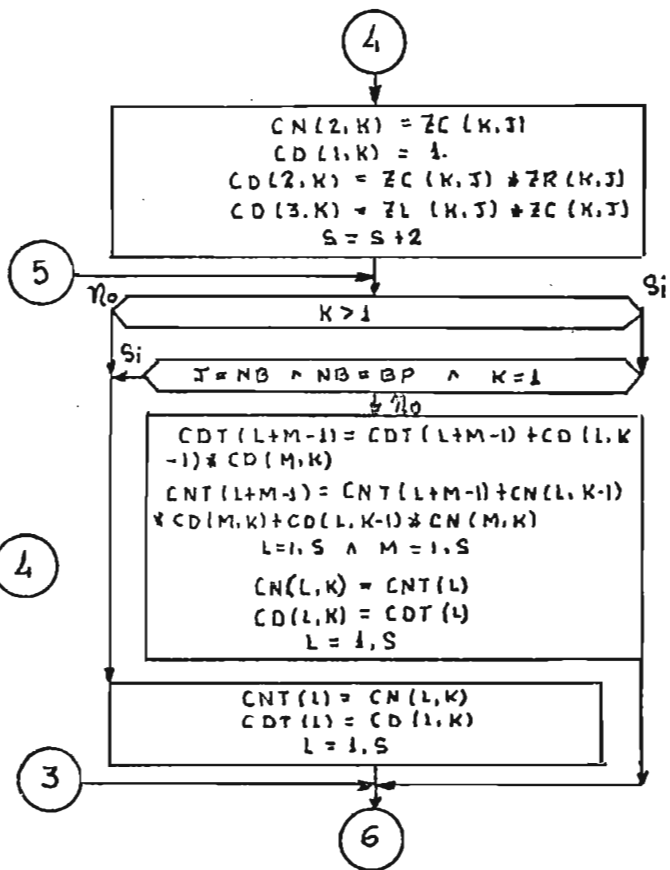 4
CN(2,K) = ZC(K,J)
CD(1,K) = 1.
CD(2,K) = ZC(K,J) * ZR(K,J)
CD(3.K) = ZL (K,J) * ZC(K,J)
S = S+2
5
no
Si
K > 1
Si
J = NB ^ NB = BP ^ K = 1
no
CDT(L+M-1) = CDT(L+M-1) + CD(L,K
-1) * CD(M,K)
CNT(L+M-1) = CNT(L+M-1) + CN(L,K-1)
* CD(M,K) + CD(L,K-1) * CN(M,K)
L=1,S ^ M=1,S
4
CN(L,K) = CNT(L)
CD(L,K) = CDT(L)
L = 1,S
CNT(L) = CN(L,K)
CDT(L) = CD(L,K)
L = 1,S
3
6